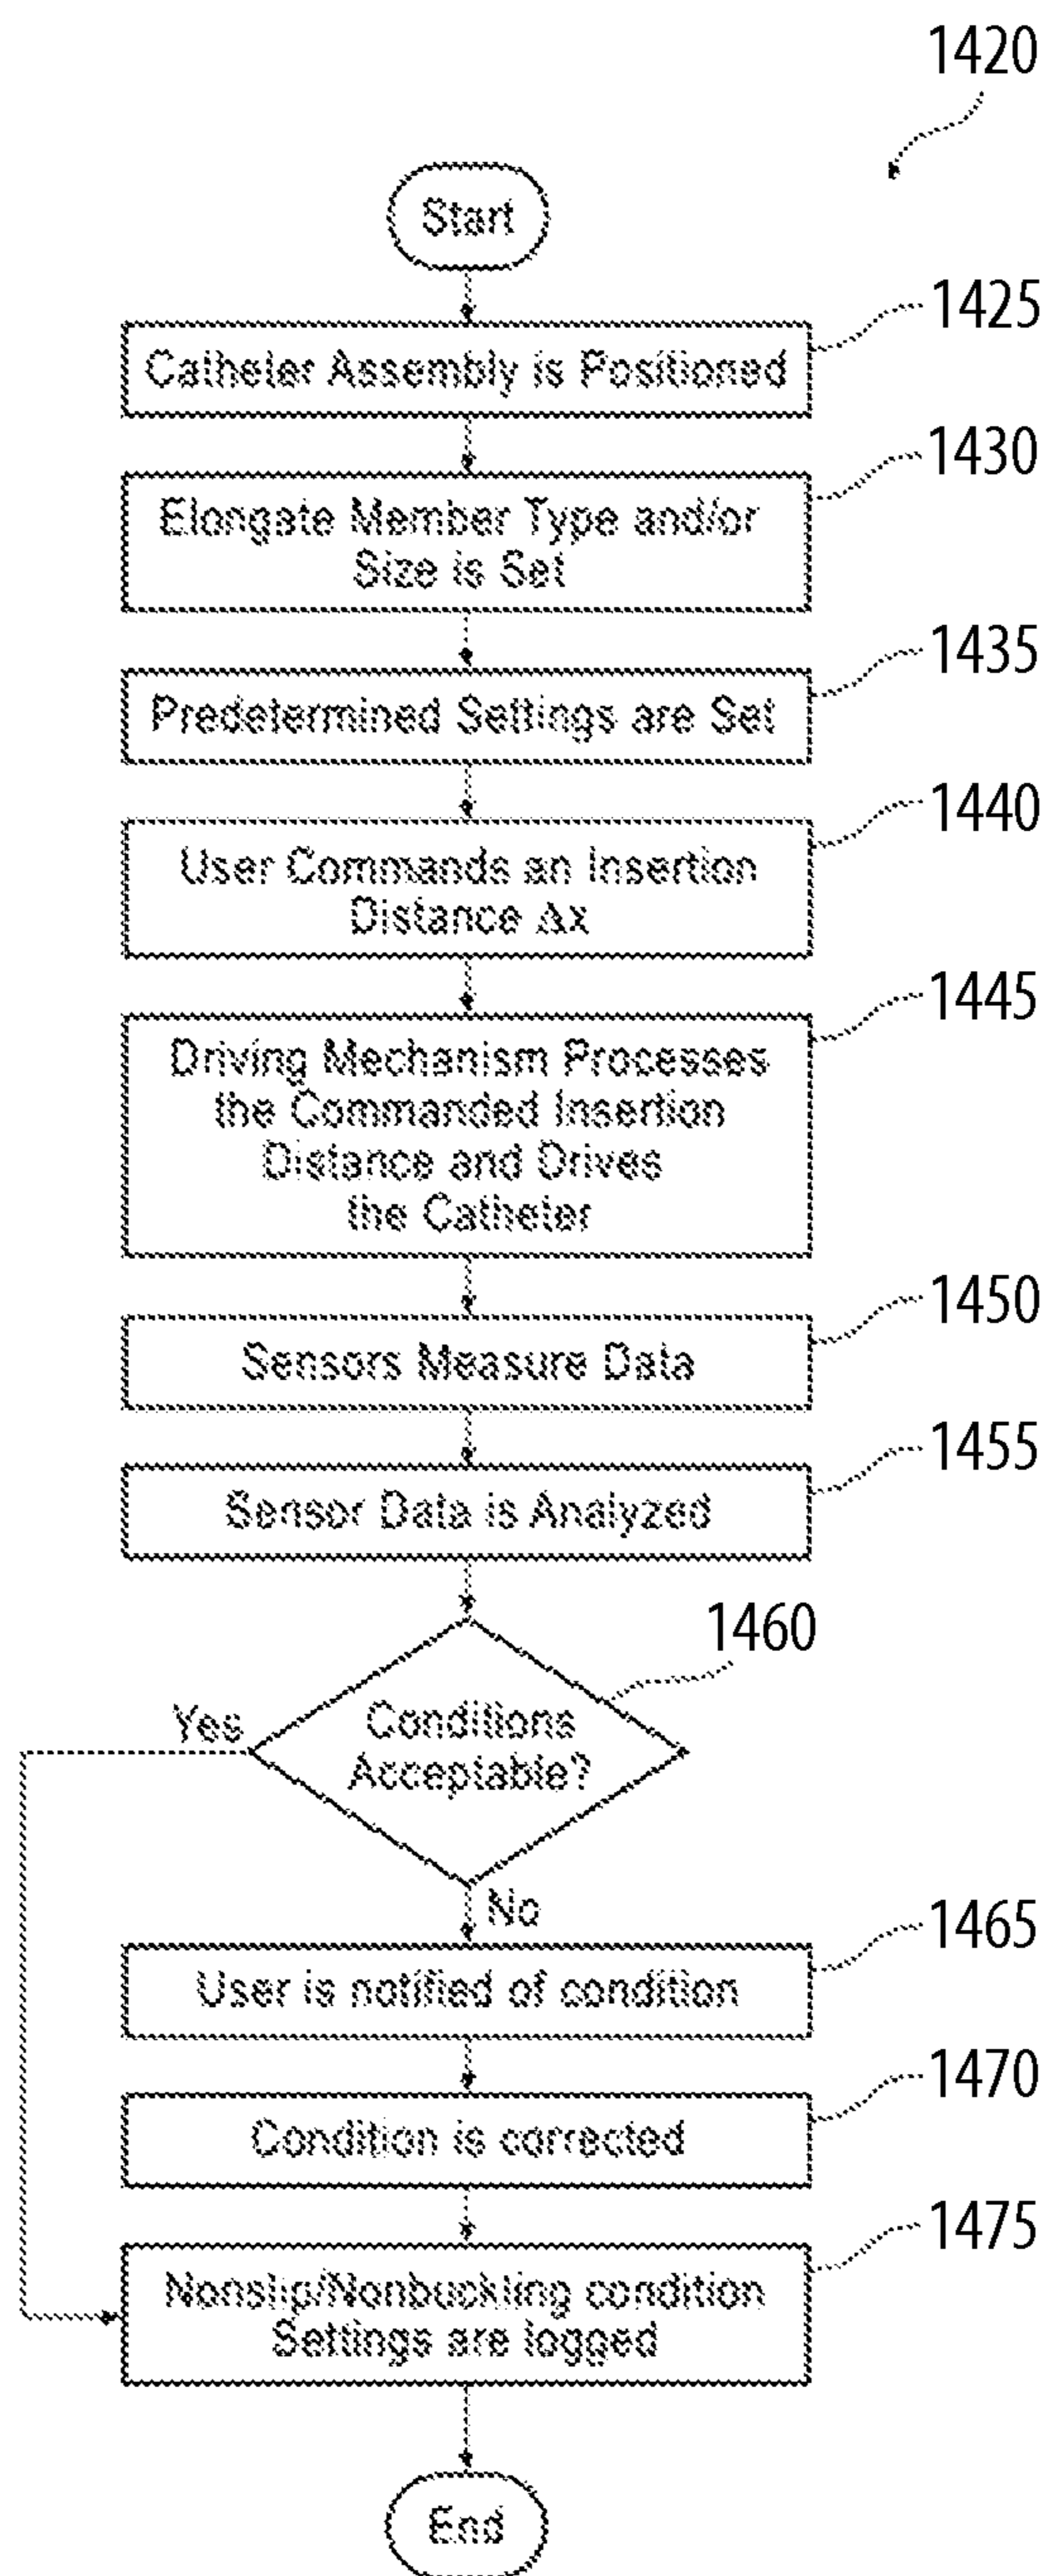 1420
Start
1425
Catheter Assembly is Positioned
1430
Elongate Member Type and/or
Size is Set
1435
Predetermined Settings are Set
1440
User Commands an Insertion
Distance Δx
1445
Driving Mechanism Processes
the Commanded Insertion
Distance and Drives
the Catheter
1450
Sensors Measure Data
1455
Sensor Data is Analyzed
1460
Yes
Conditions
Acceptable?
No
1465
User is notified of condition
1470
Condition is corrected
1475
Nonslip/Nonbuckling condition
Settings are logged
End